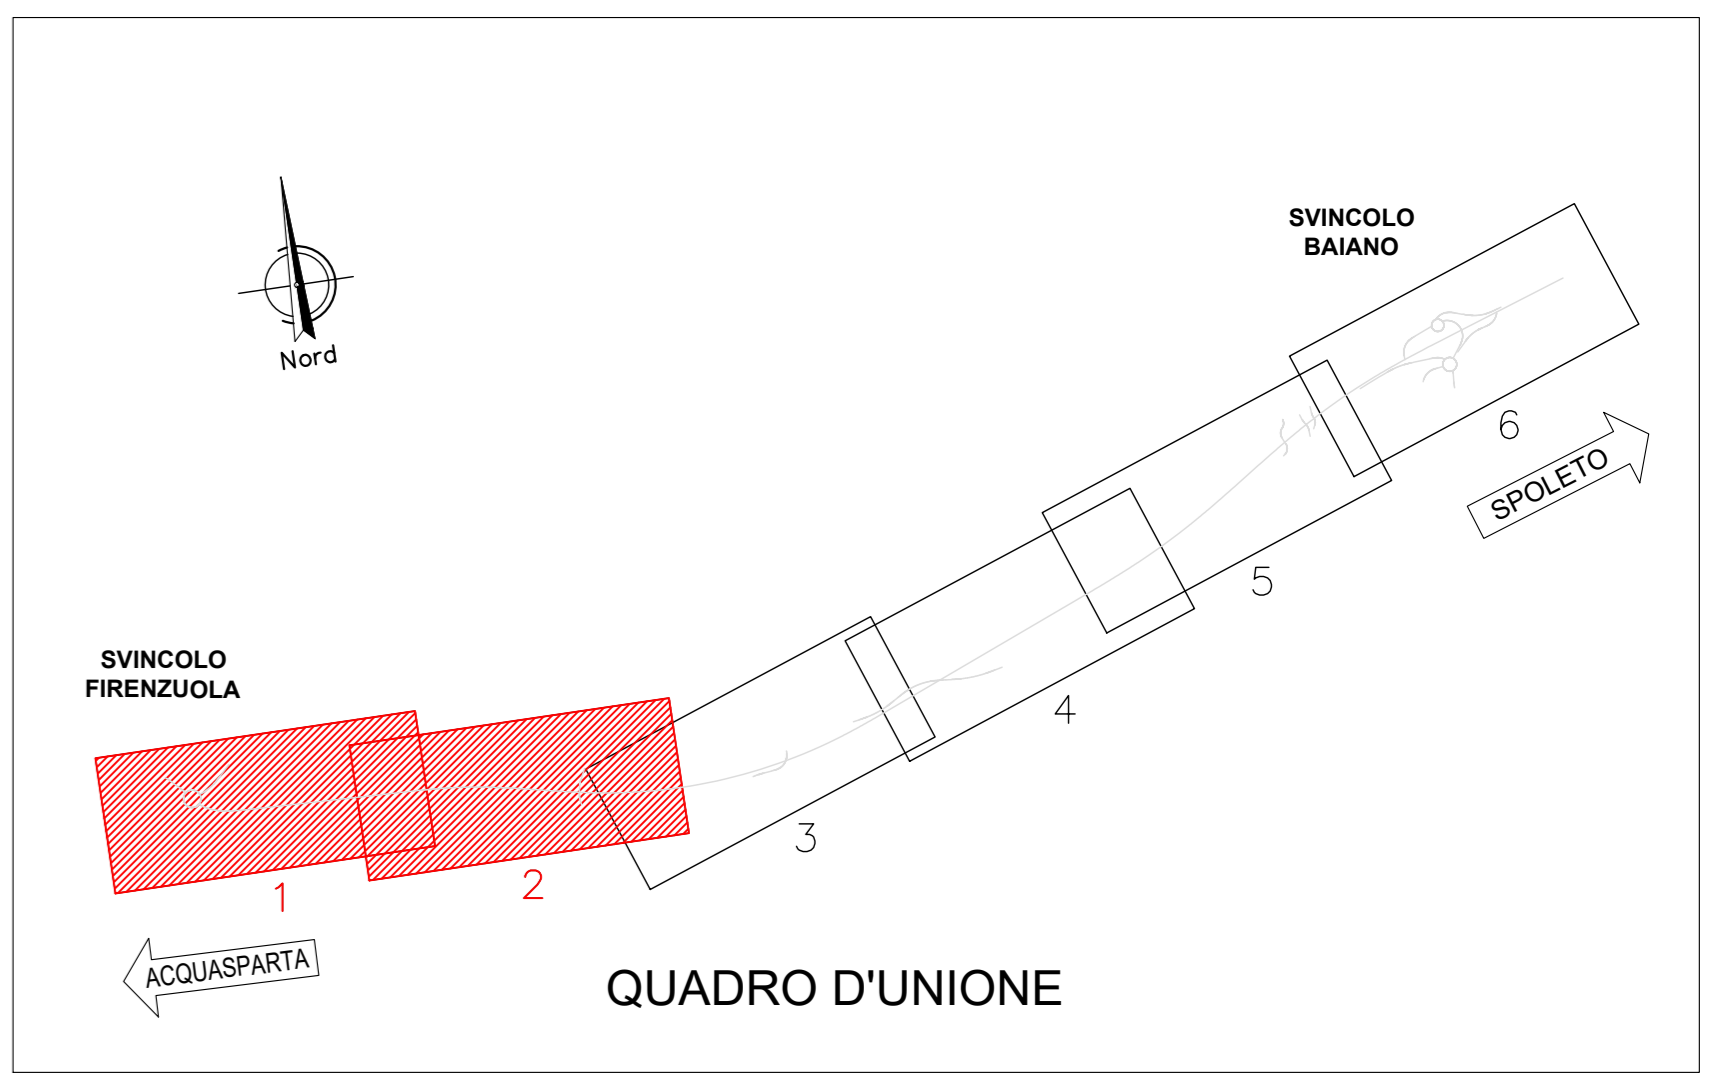 SVINCOLO
BAIANO
Nord
6
SPOLETO
5
SVINCOLO
FIRENZUOLA
4
3
2
1
ACQUASPARTA
QUADRO D'UNIONE